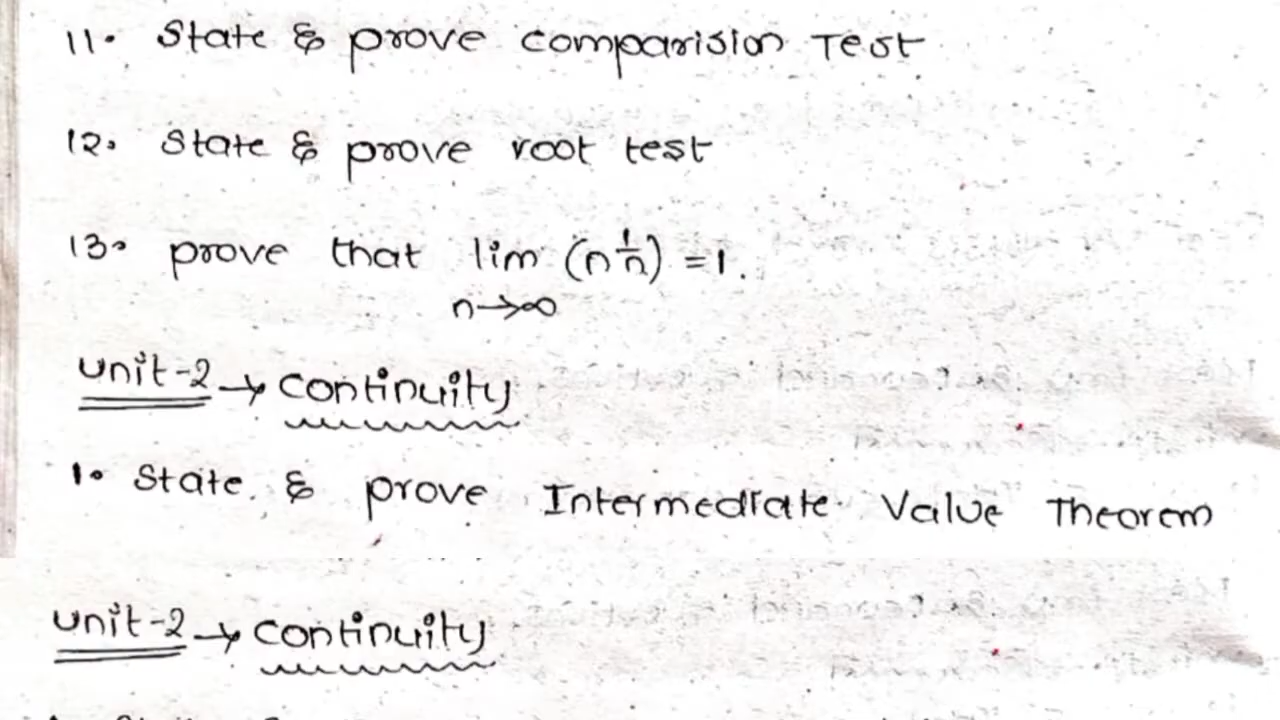 11. State & prove comparision Test
12. State & prove root test
13. prove that lim (n^1/n) = 1.
n→∞
unit-2 → continuity
1. State & prove Intermediate Value Theorem
unit-2 → continuity